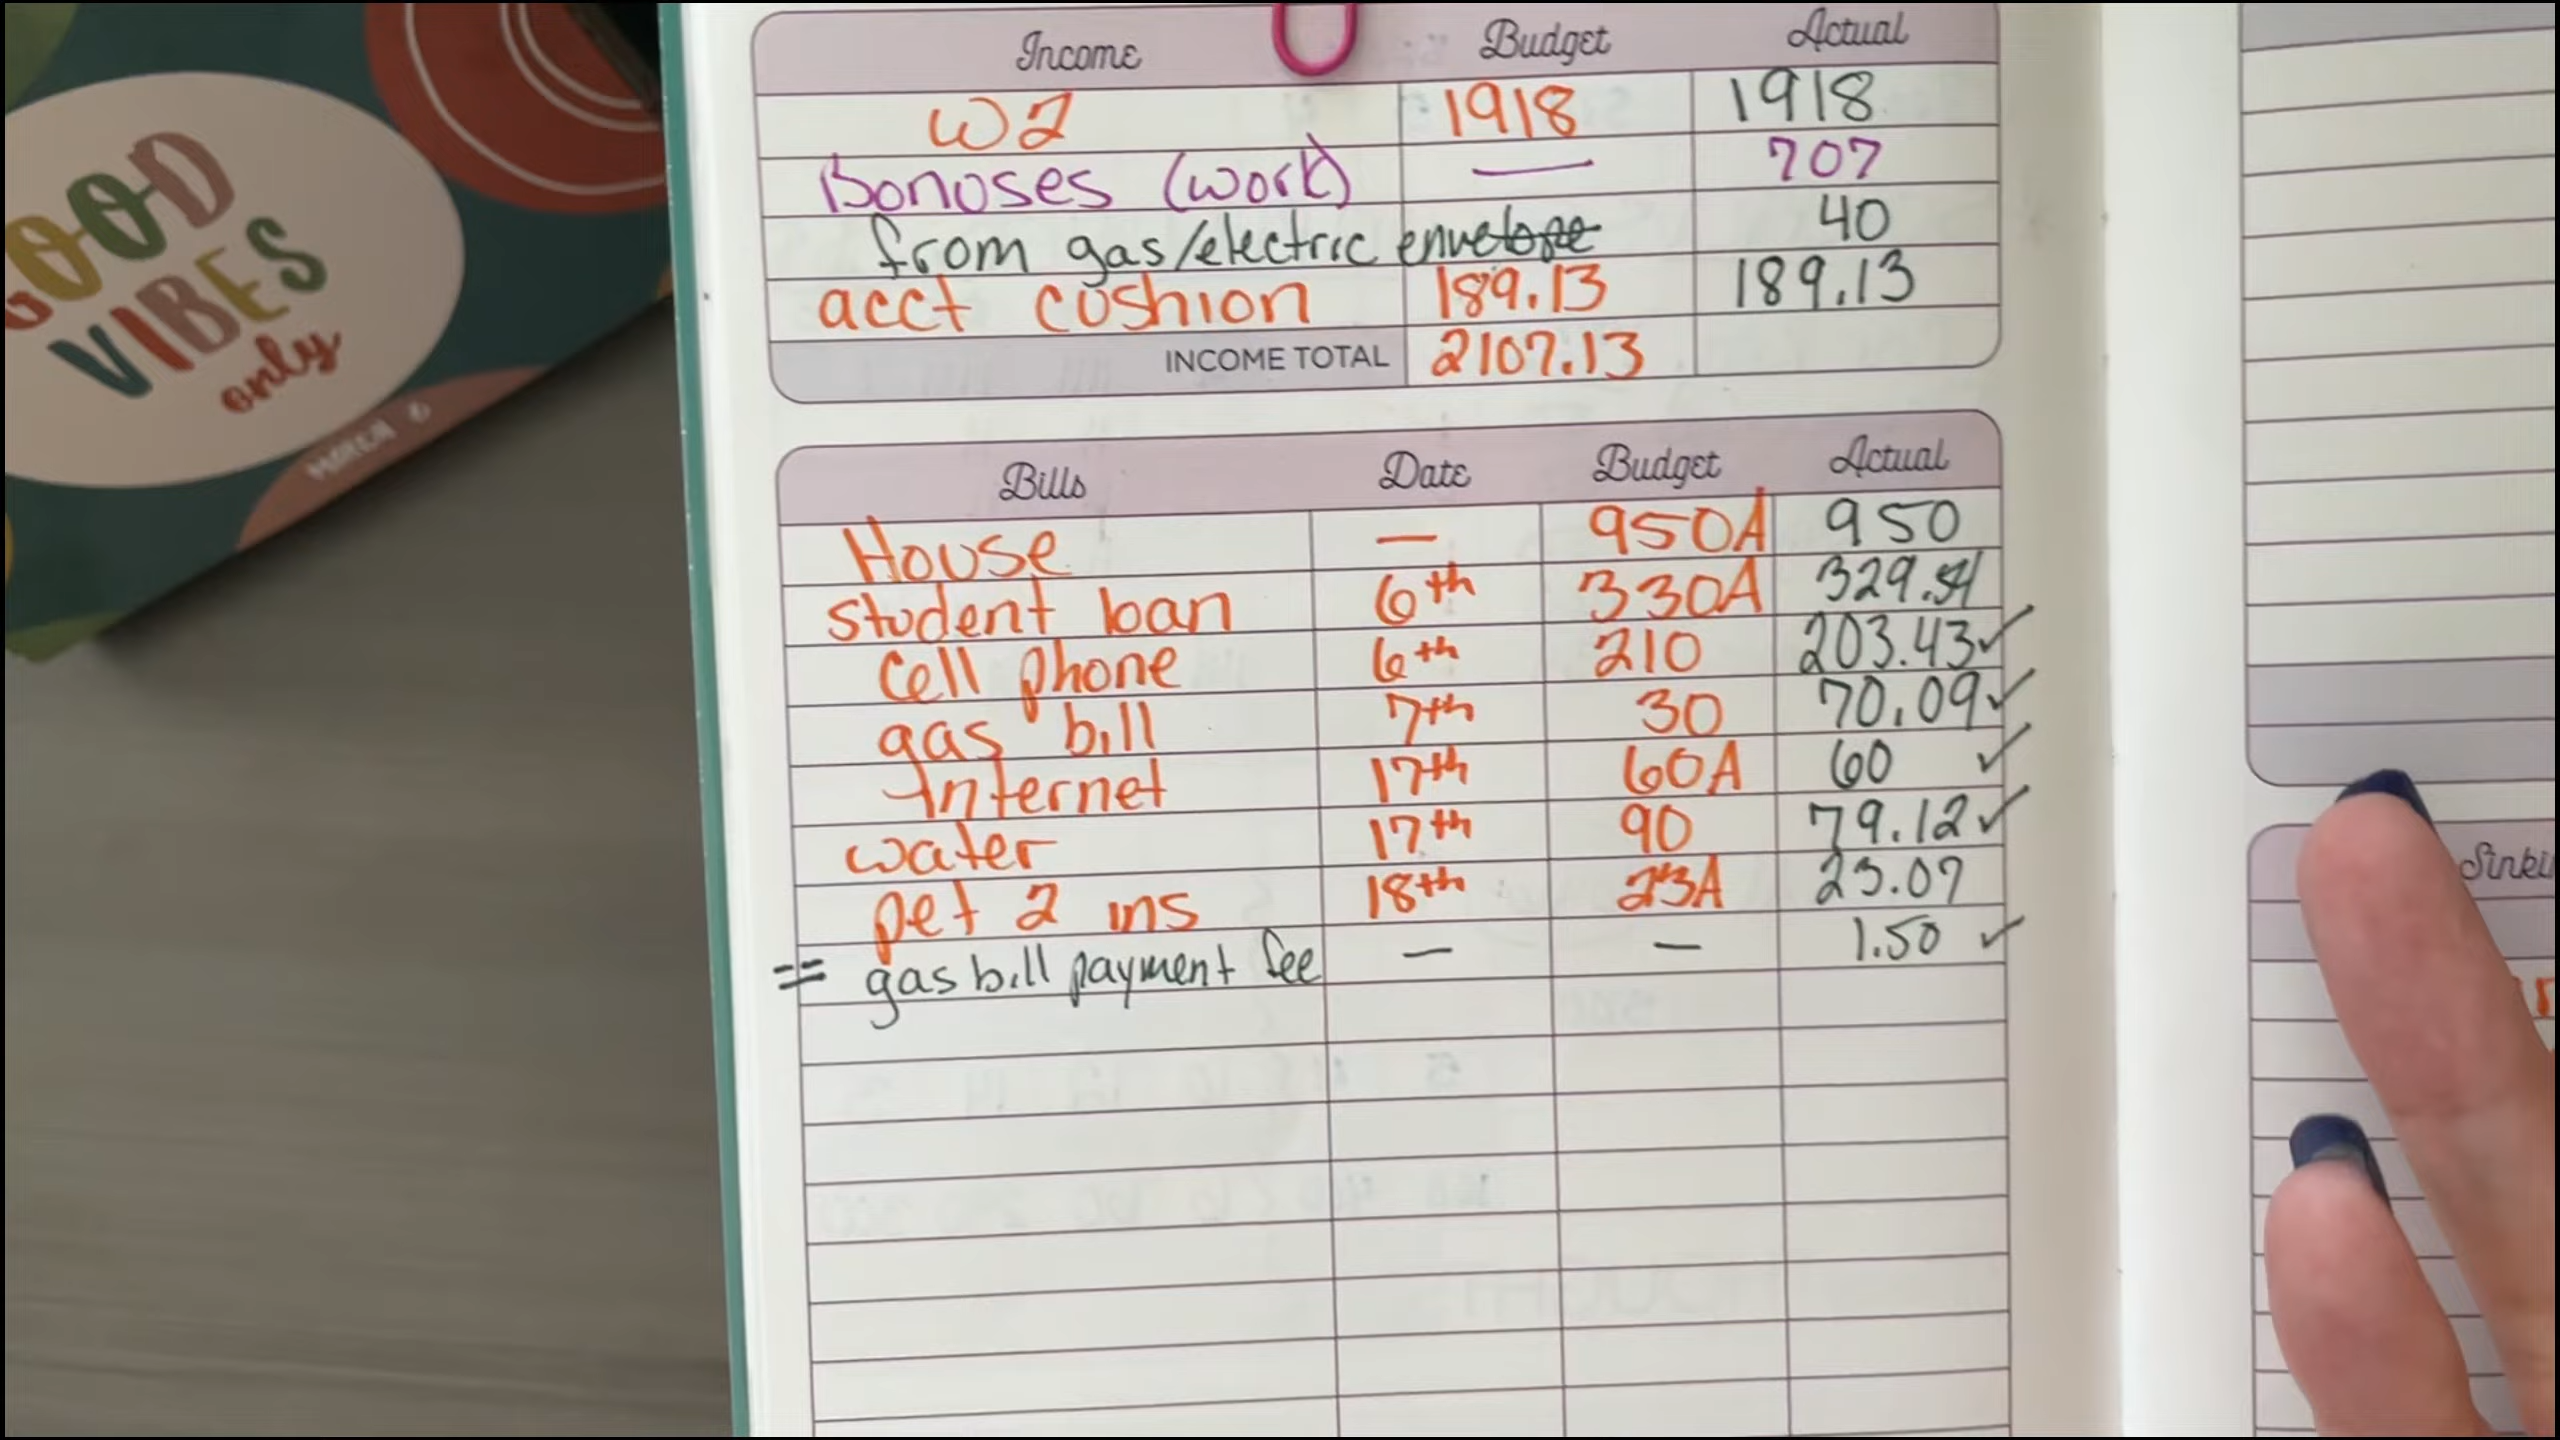 GOOD
VIBES
only
Income Budget Actual
W2 1918 1918
Bonuses (work) — 707
from gas/electric envelope 40
acct cushion 189.13 189.13
INCOME TOTAL 2107.13
Bills Date Budget Actual
House — 950A 950
student loan 6th 330A
cell phone 6th 210 203.43✓
gas bill 7th 30 70.09✓
Internet 17th 60A 60 ✓
water 17th 90 79.12✓
pet 2 ins 18th 23A 23.07
= gas bill payment fee — — 1.50 ✓